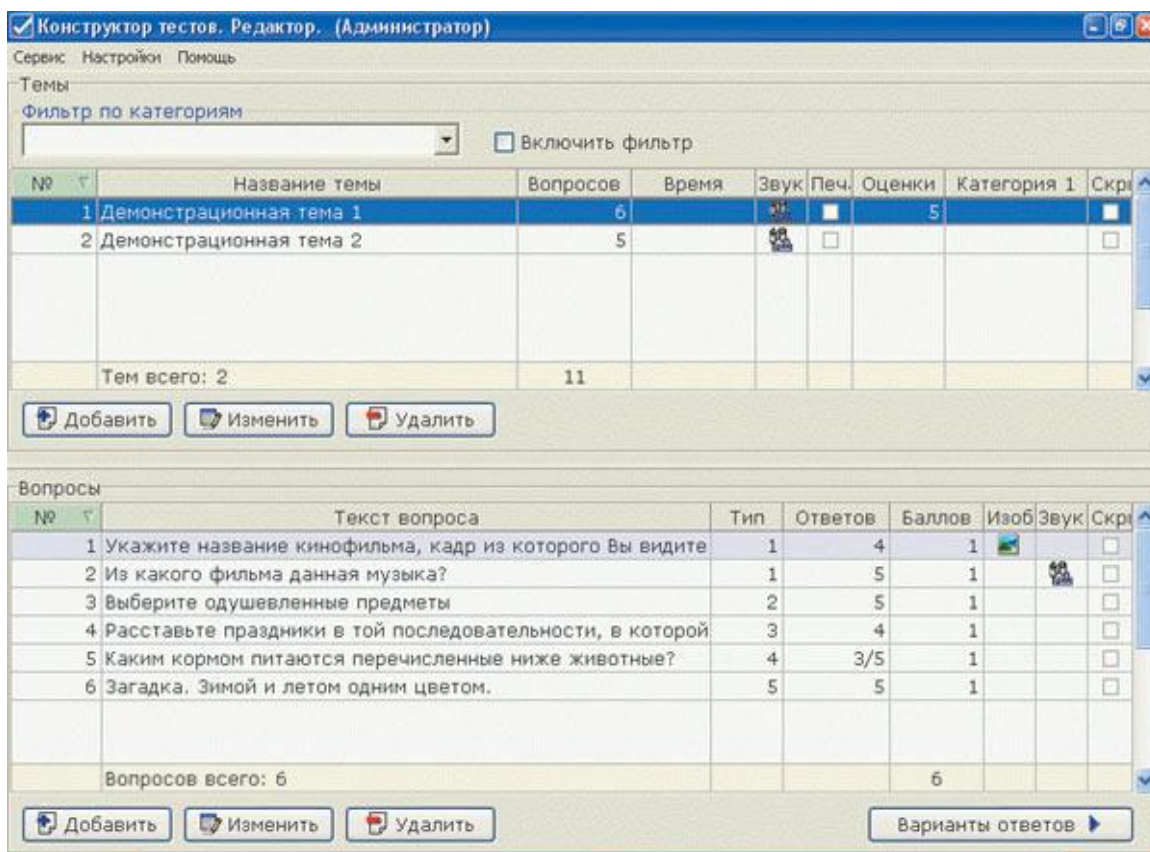 Конструктор тестов. Редактор. (Администратор)
Сервис Настройки Помощь
Темы
Фильтр по категориям
Включить фильтр
№ Название темы Вопросов Время Звук Печ. Оценки Категория 1 Скры
1 Демонстрационная тема 1 6 5
2 Демонстрационная тема 2 5
Тем всего: 2 11
Добавить Изменить Удалить
Вопросы
№ Текст вопроса Тип Ответов Баллов Изоб Звук Скры
1 Укажите название кинофильма, кадр из которого Вы видите 1 4 1
2 Из какого фильма данная музыка? 1 5 1
3 Выберите одушевленные предметы 2 5 1
4 Расставьте праздники в той последовательности, в которой 3 4 1
5 Каким кормом питаются перечисленные ниже животные? 4 3/5 1
6 Загадка. Зимой и летом одним цветом. 5 5 1
Вопросов всего: 6 6
Добавить Изменить Удалить Варианты ответов